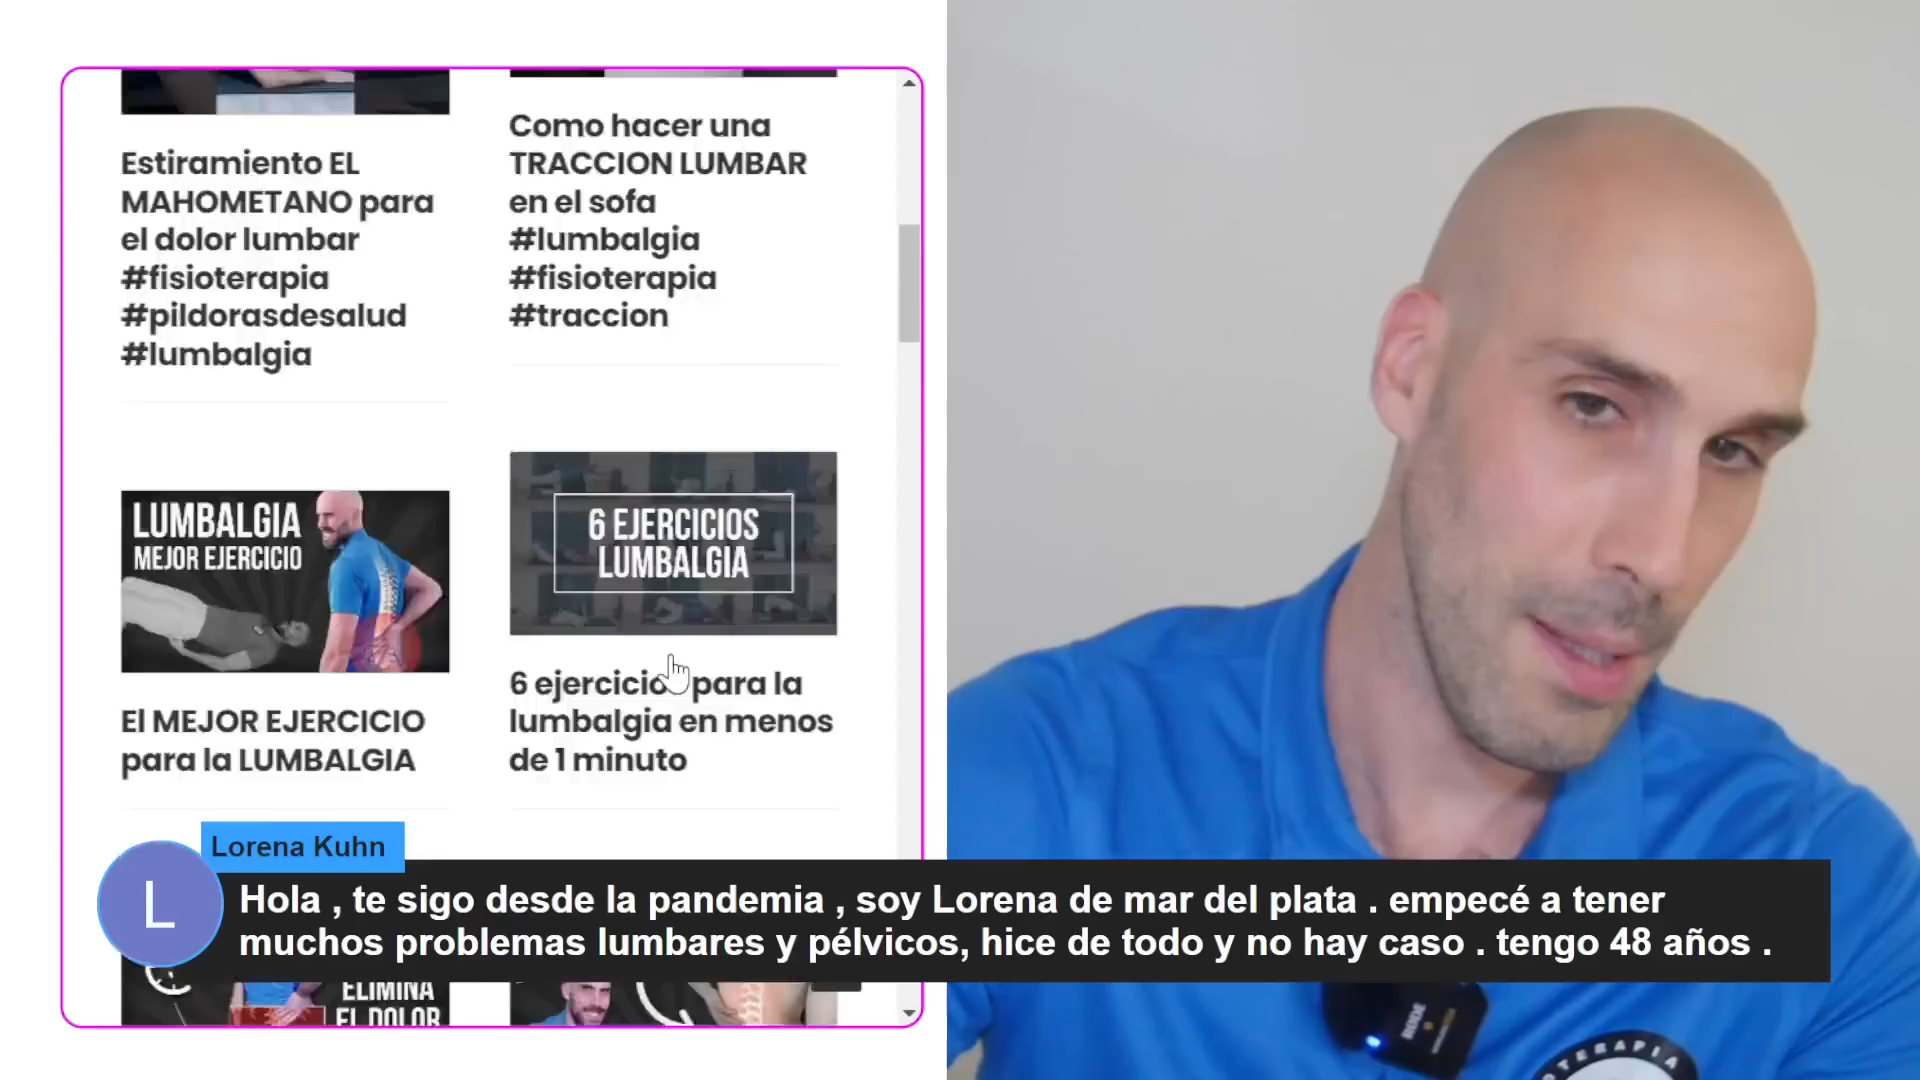 Estiramiento EL
MAHOMETANO para
el dolor lumbar
#fisioterapia
#pildorasdesalud
#lumbalgia
Como hacer una
TRACCION LUMBAR
en el sofa
#lumbalgia
#fisioterapia
#traccion
LUMBALGIA
MEJOR EJERCICIO
El MEJOR EJERCICIO
para la LUMBALGIA
6 EJERCICIOS
LUMBALGIA
6 ejercicio para la
lumbalgia en menos
de 1 minuto
Lorena Kuhn
L
Hola , te sigo desde la pandemia , soy Lorena de mar del plata . empecé a tener
muchos problemas lumbares y pélvicos, hice de todo y no hay caso . tengo 48 años .
ELIMINA
EL DOLOR
RODE
OTERAPIA